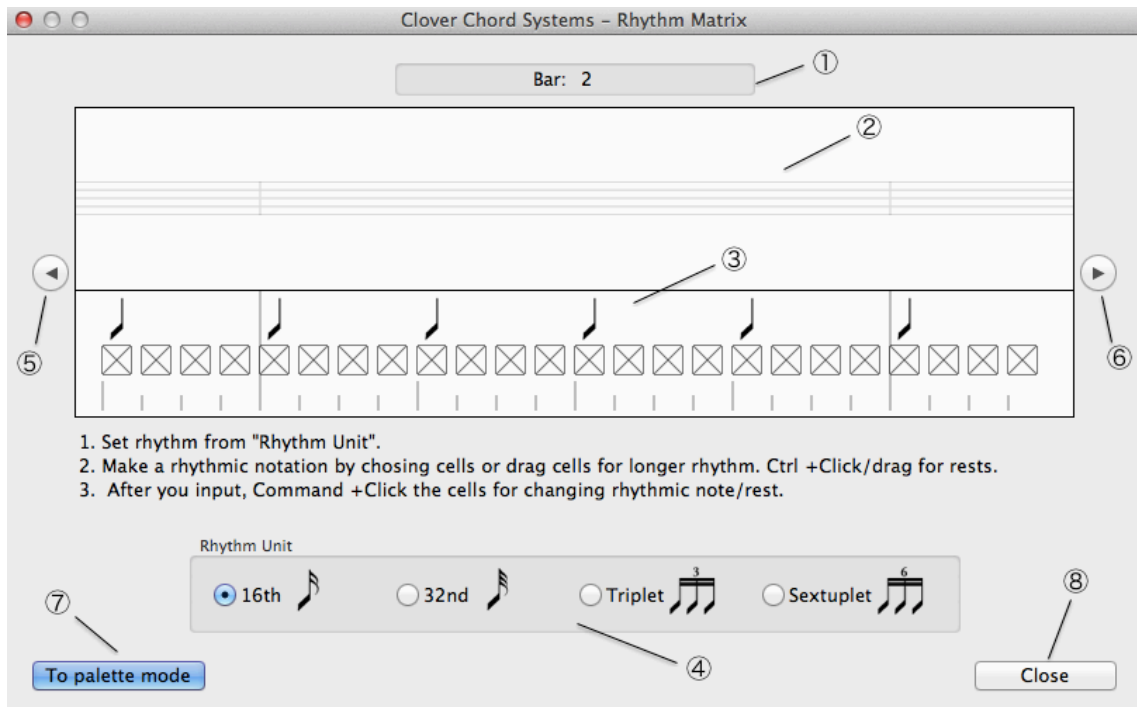 Clover Chord Systems – Rhythm Matrix
①
Bar: 2
②
③
⑤
⑥
1. Set rhythm from "Rhythm Unit".
2. Make a rhythmic notation by chosing cells or drag cells for longer rhythm. Ctrl +Click/drag for rests.
3. After you input, Command +Click the cells for changing rhythmic note/rest.
Rhythm Unit
16th 32nd Triplet 3 Sextuplet 6
⑦
⑧
④
To palette mode Close